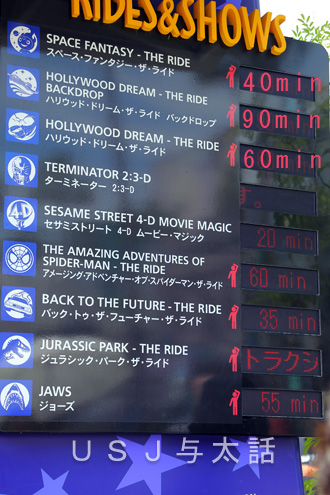 RIDES&SHOWS
SPACE FANTASY - THE RIDE
スペース・ファンタジー・ザ・ライド
40min
HOLLYWOOD DREAM - THE RIDE
BACKDROP
ハリウッド・ドリーム・ザ・ライド バックドロップ
90min
HOLLYWOOD DREAM - THE RIDE
ハリウッド・ドリーム・ザ・ライド
60min
TERMINATOR 2:3-D
ターミネーター 2:3-D
す。
4-D
SESAME STREET 4-D MOVIE MAGIC
セサミストリート 4-D ムービー・マジック
20 min
THE AMAZING ADVENTURES OF
SPIDER-MAN - THE RIDE
アメージング・アドベンチャー・オブ・スパイダーマン・ザ・ライド
60 min
BACK TO THE FUTURE - THE RIDE
バック・トゥ・ザ・フューチャー・ザ・ライド
35 min
JURASSIC PARK - THE RIDE
ジュラシック・パーク・ザ・ライド
トラクシ
JAWS
ジョーズ
55 min
USJ与太話